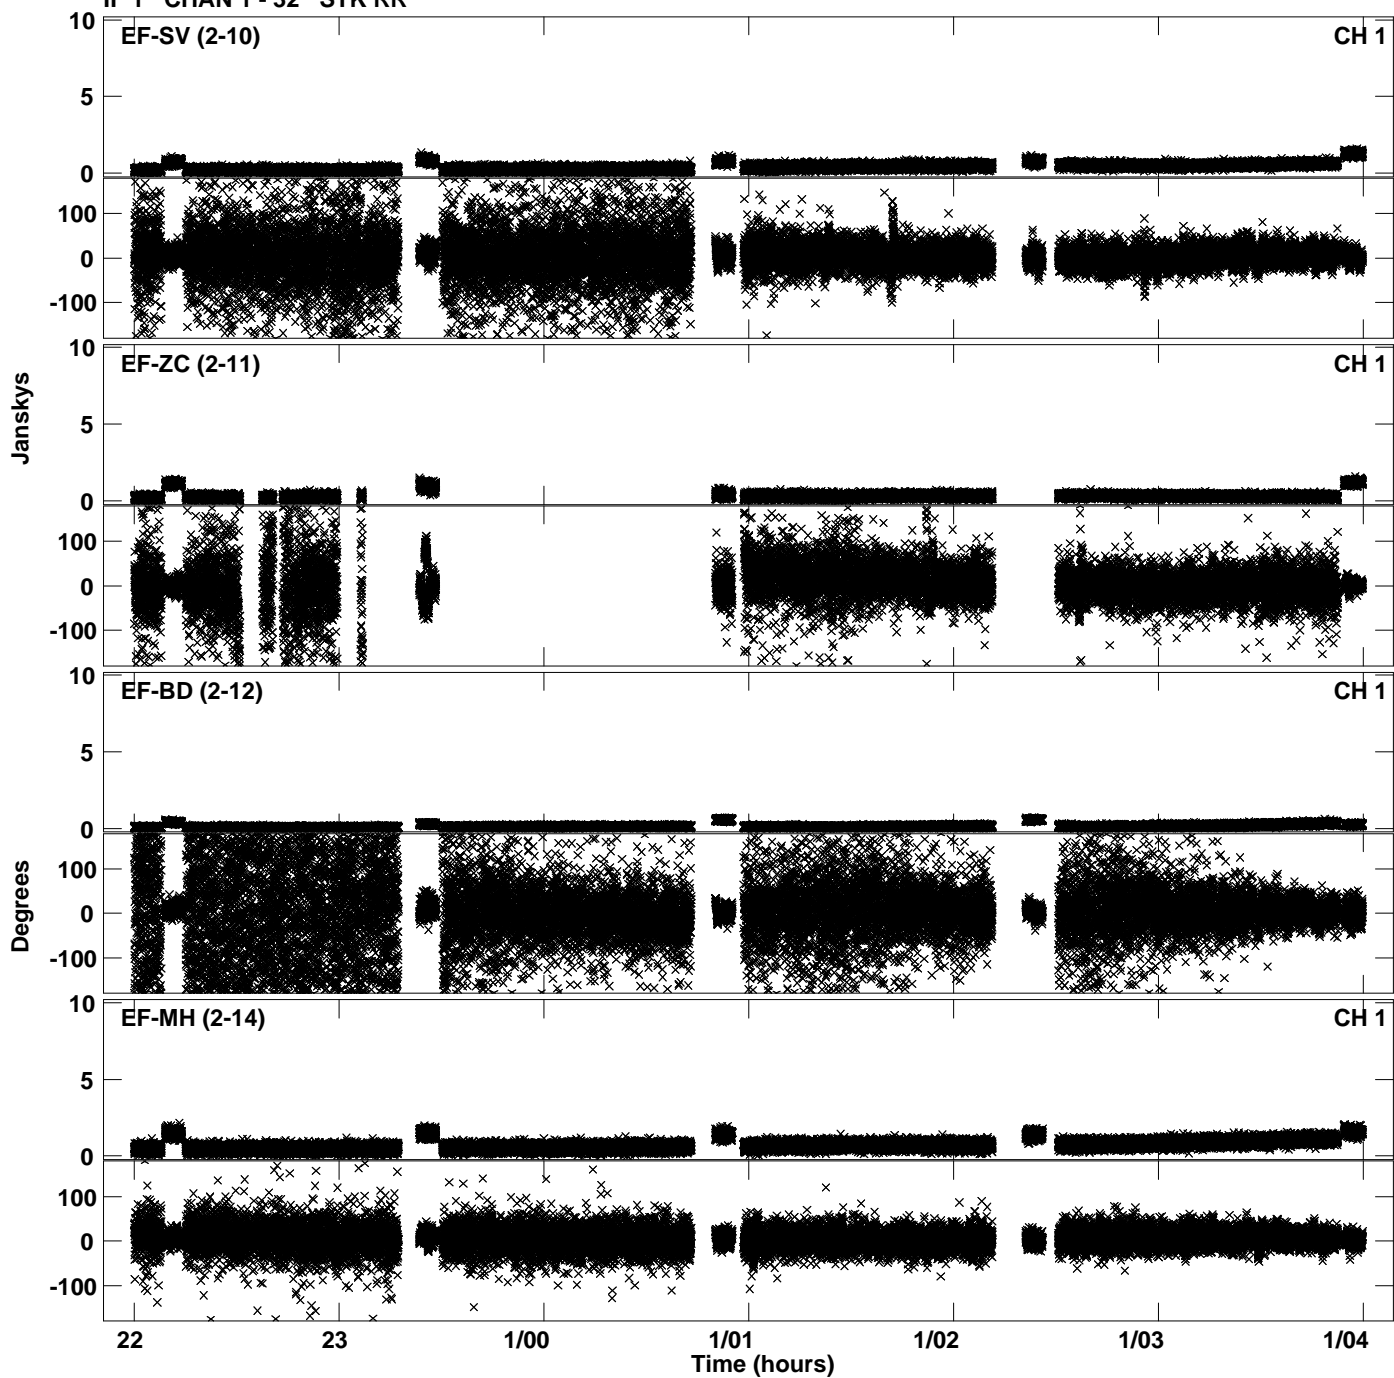 IF 1 CHAN 1 - 32 STK RR
10 EF-SV (2-10) CH 1
5
0
100
0
-100
10 EF-ZC (2-11) CH 1
5
0
100
0
-100
Janskys
10 EF-BD (2-12) CH 1
5
0
100
0
-100
Degrees
10 EF-MH (2-14) CH 1
5
0
100
0
-100
22 23 1/00 1/01 1/02 1/03 1/04
Time (hours)